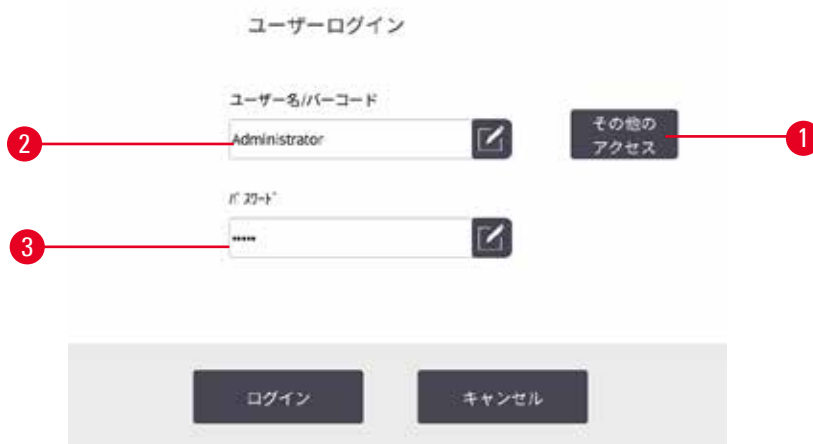 ユーザーログイン
ユーザー名/バーコード
2
Administrator
その他の
アクセス
1
パスワード
3
•••••
ログイン
キャンセル